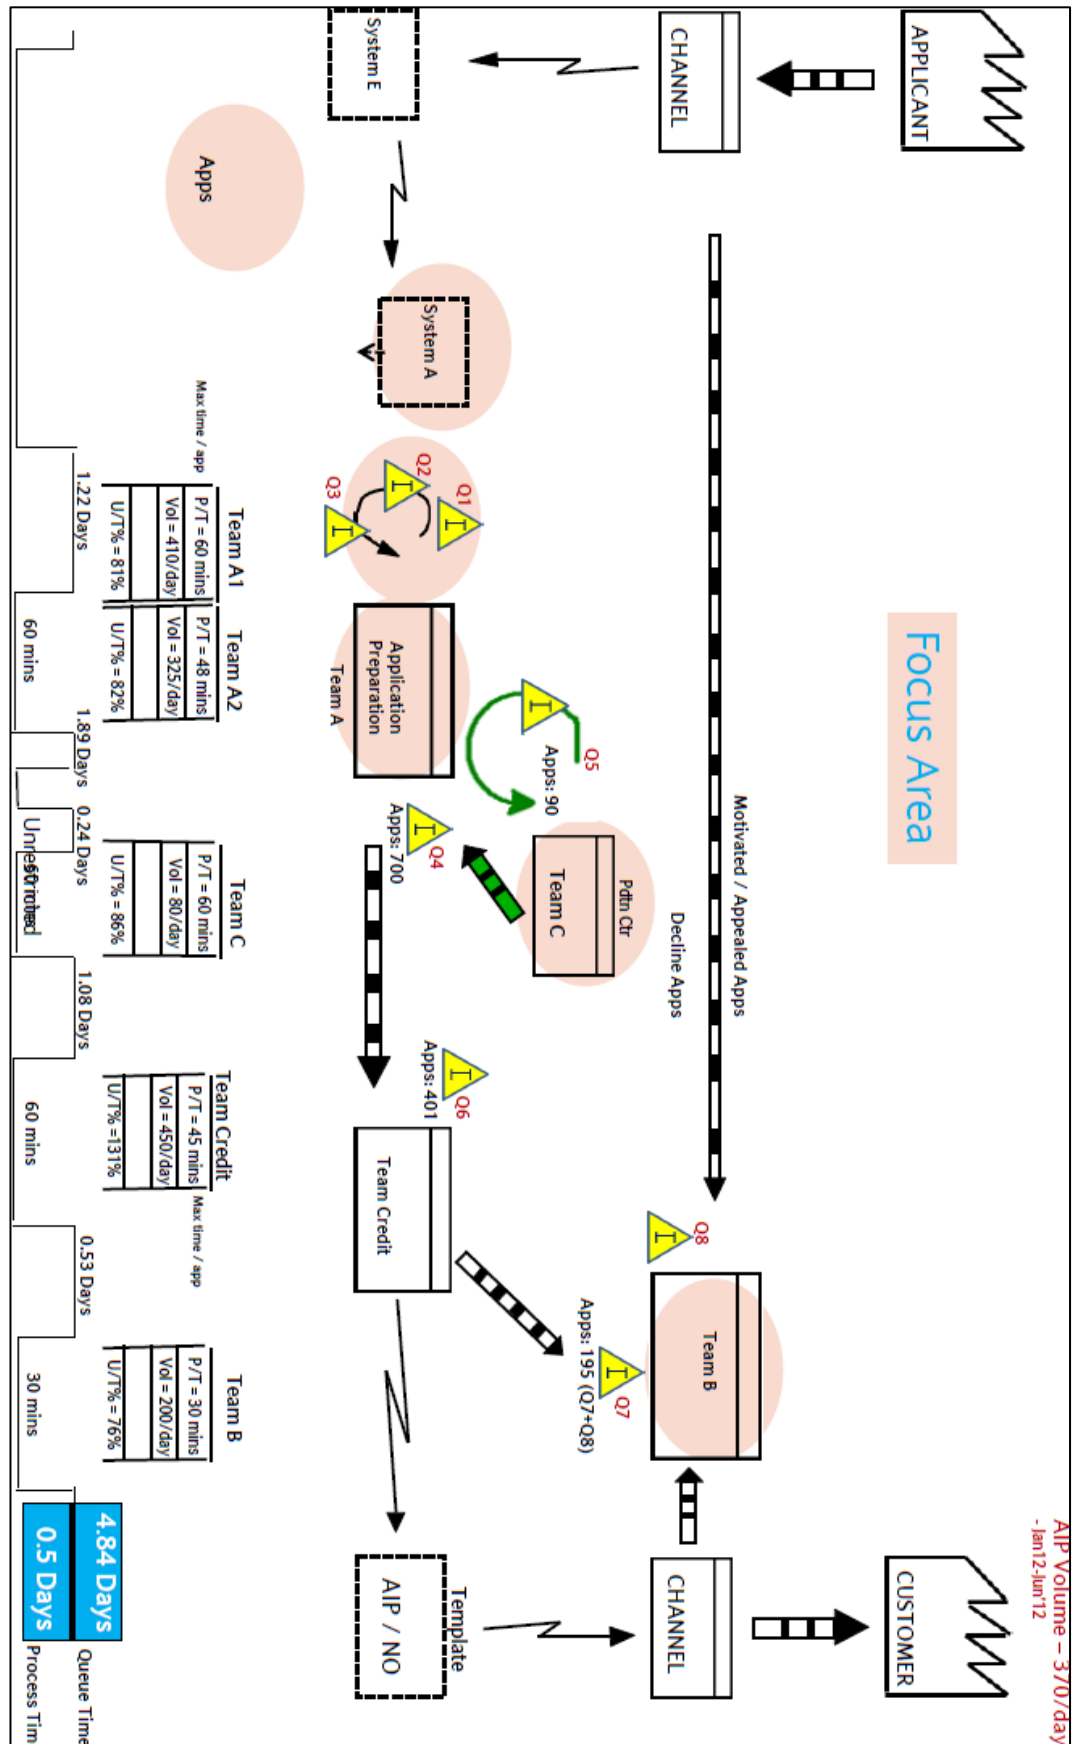 AIP Volume – 370/day
- Jan12-Jun'12
APPLICANT
CUSTOMER
Focus Area
CHANNEL
Motivated / Appealed Apps
Decline Apps
Q8
Team B
CHANNEL
Q7
Apps: 195 (Q7+Q8)
Q5
Apps: 90
Pdtn Ctr
Team C
System E
System A
Q1
Q2
Q3
Application
Preparation
Team A
Q4
Apps: 700
Q6
Apps: 401
Team Credit
Template
AIP / NO
Apps
Max time / app
Team A1
P/T = 60 mins
Vol = 410/day
U/T% = 81%
Team A2
P/T = 48 mins
Vol = 325/day
U/T% = 82%
Team C
P/T = 60 mins
Vol = 80/day
U/T% = 86%
Team Credit
P/T = 45 mins
Vol = 450/day
U/T% =131%
Max time / app
Team B
P/T = 30 mins
Vol = 200/day
U/T% = 76%
1.22 Days
1.89 Days
0.24 Days
1.08 Days
0.53 Days
4.84 Days
Queue Time
60 mins
60 mins
30 mins
0.5 Days
Process Tim